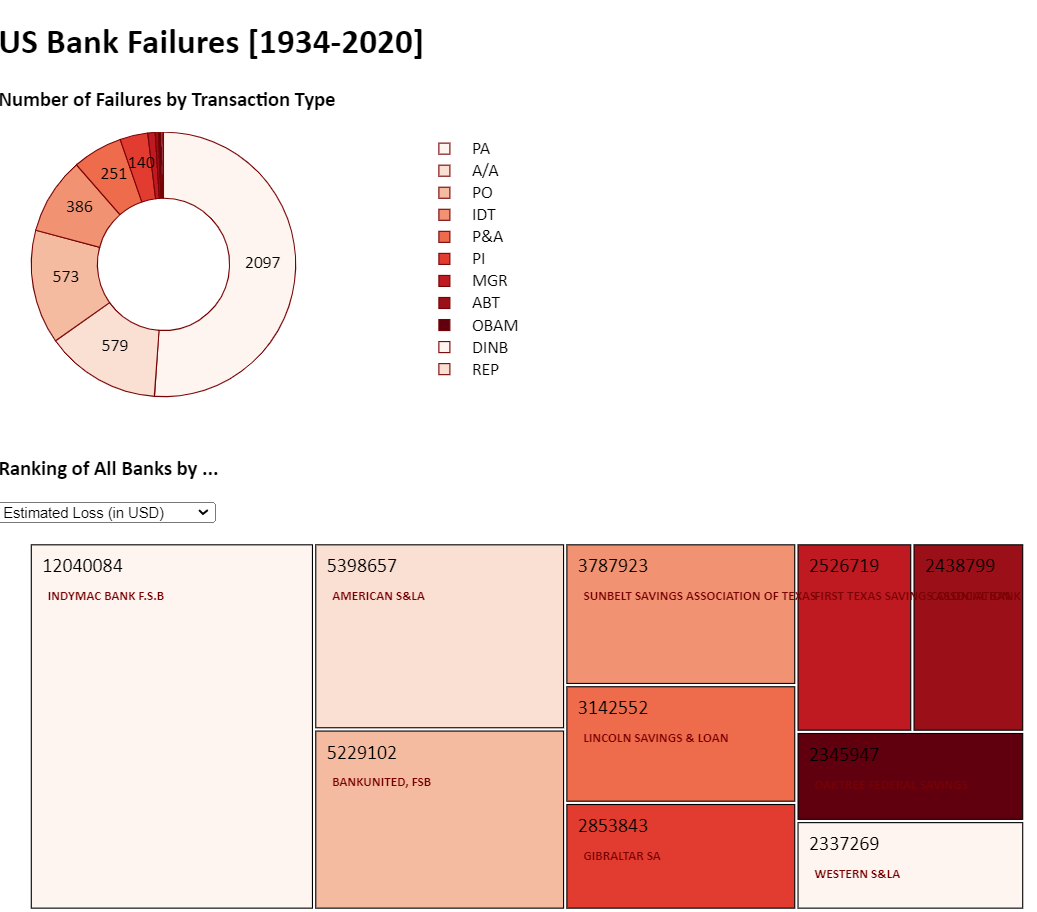 US Bank Failures [1934-2020]
Number of Failures by Transaction Type
140
251
386
573
579
2097
PA
A/A
PO
IDT
P&A
PI
MGR
ABT
OBAM
DINB
REP
Ranking of All Banks by ...
Estimated Loss (in USD)
12040084
INDYMAC BANK F.S.B
5398657
AMERICAN S&LA
5229102
BANKUNITED, FSB
3787923
SUNBELT SAVINGS ASSOCIATION OF TEXAS
3142552
LINCOLN SAVINGS & LOAN
2853843
GIBRALTAR SA
2526719
FIRST TEXAS SAVINGS
2438799
BANK
2345947
OAKTREE FEDERAL SAVINGS
2337269
WESTERN S&LA